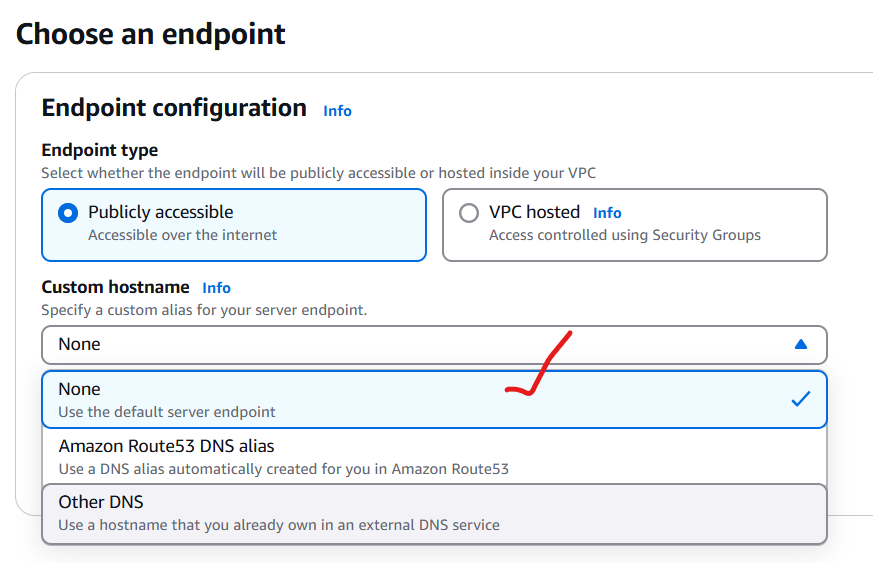 Choose an endpoint
Endpoint configuration Info
Endpoint type
Select whether the endpoint will be publicly accessible or hosted inside your VPC
Publicly accessible
Accessible over the internet
VPC hosted Info
Access controlled using Security Groups
Custom hostname Info
Specify a custom alias for your server endpoint.
None
None
Use the default server endpoint
Amazon Route53 DNS alias
Use a DNS alias automatically created for you in Amazon Route53
Other DNS
Use a hostname that you already own in an external DNS service